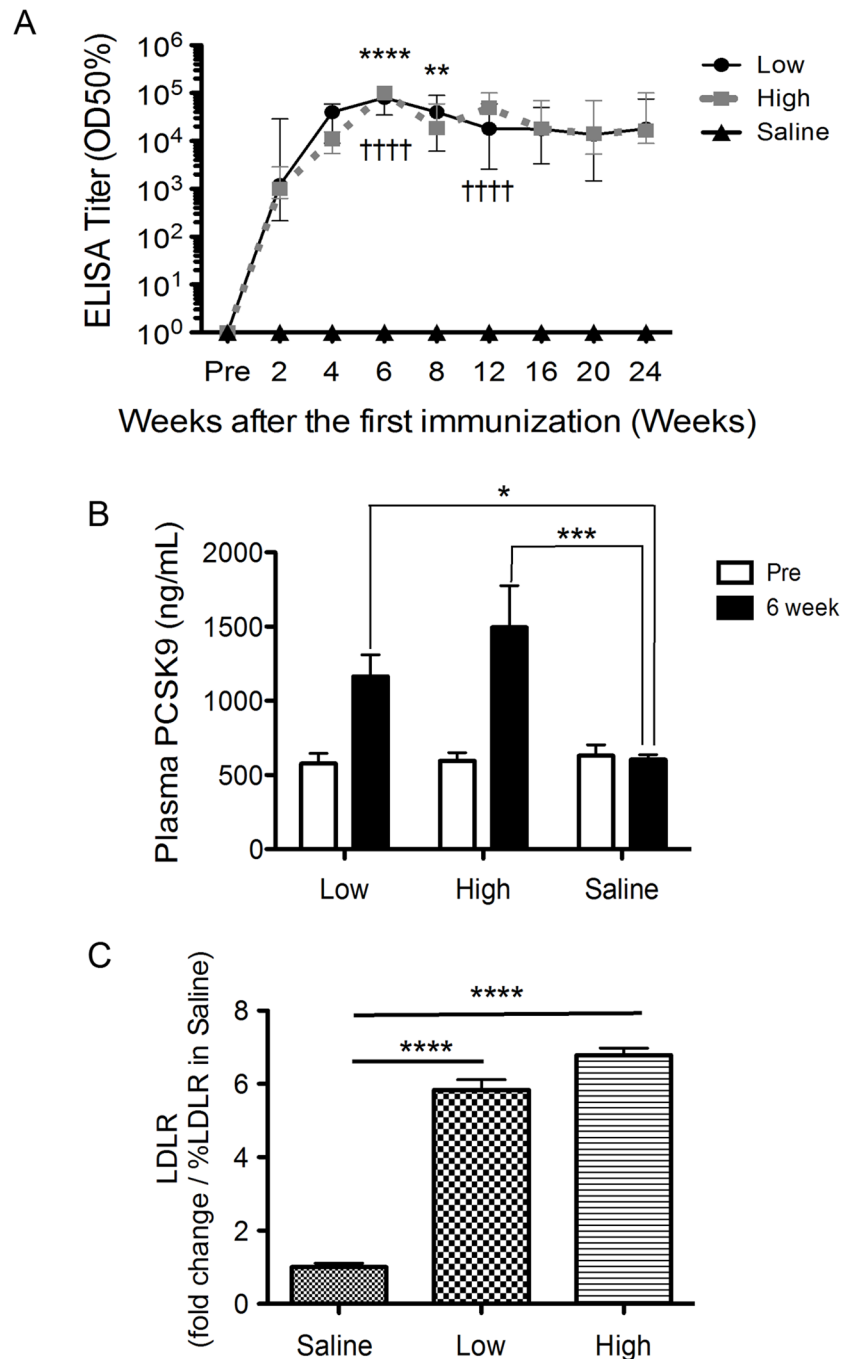 A
ELISA Titer (OD50%)
10^6
10^5
10^4
10^3
10^2
10^1
10^0
****
**
††††
††††
Low
High
Saline
Pre 2 4 6 8 12 16 20 24
Weeks after the first immunization (Weeks)
B
Plasma PCSK9 (ng/mL)
2000
1500
1000
500
0
*
***
Pre
6 week
Low High Saline
C
LDLR
(fold change / %LDLR in Saline)
8
6
4
2
0
****
****
Saline Low High